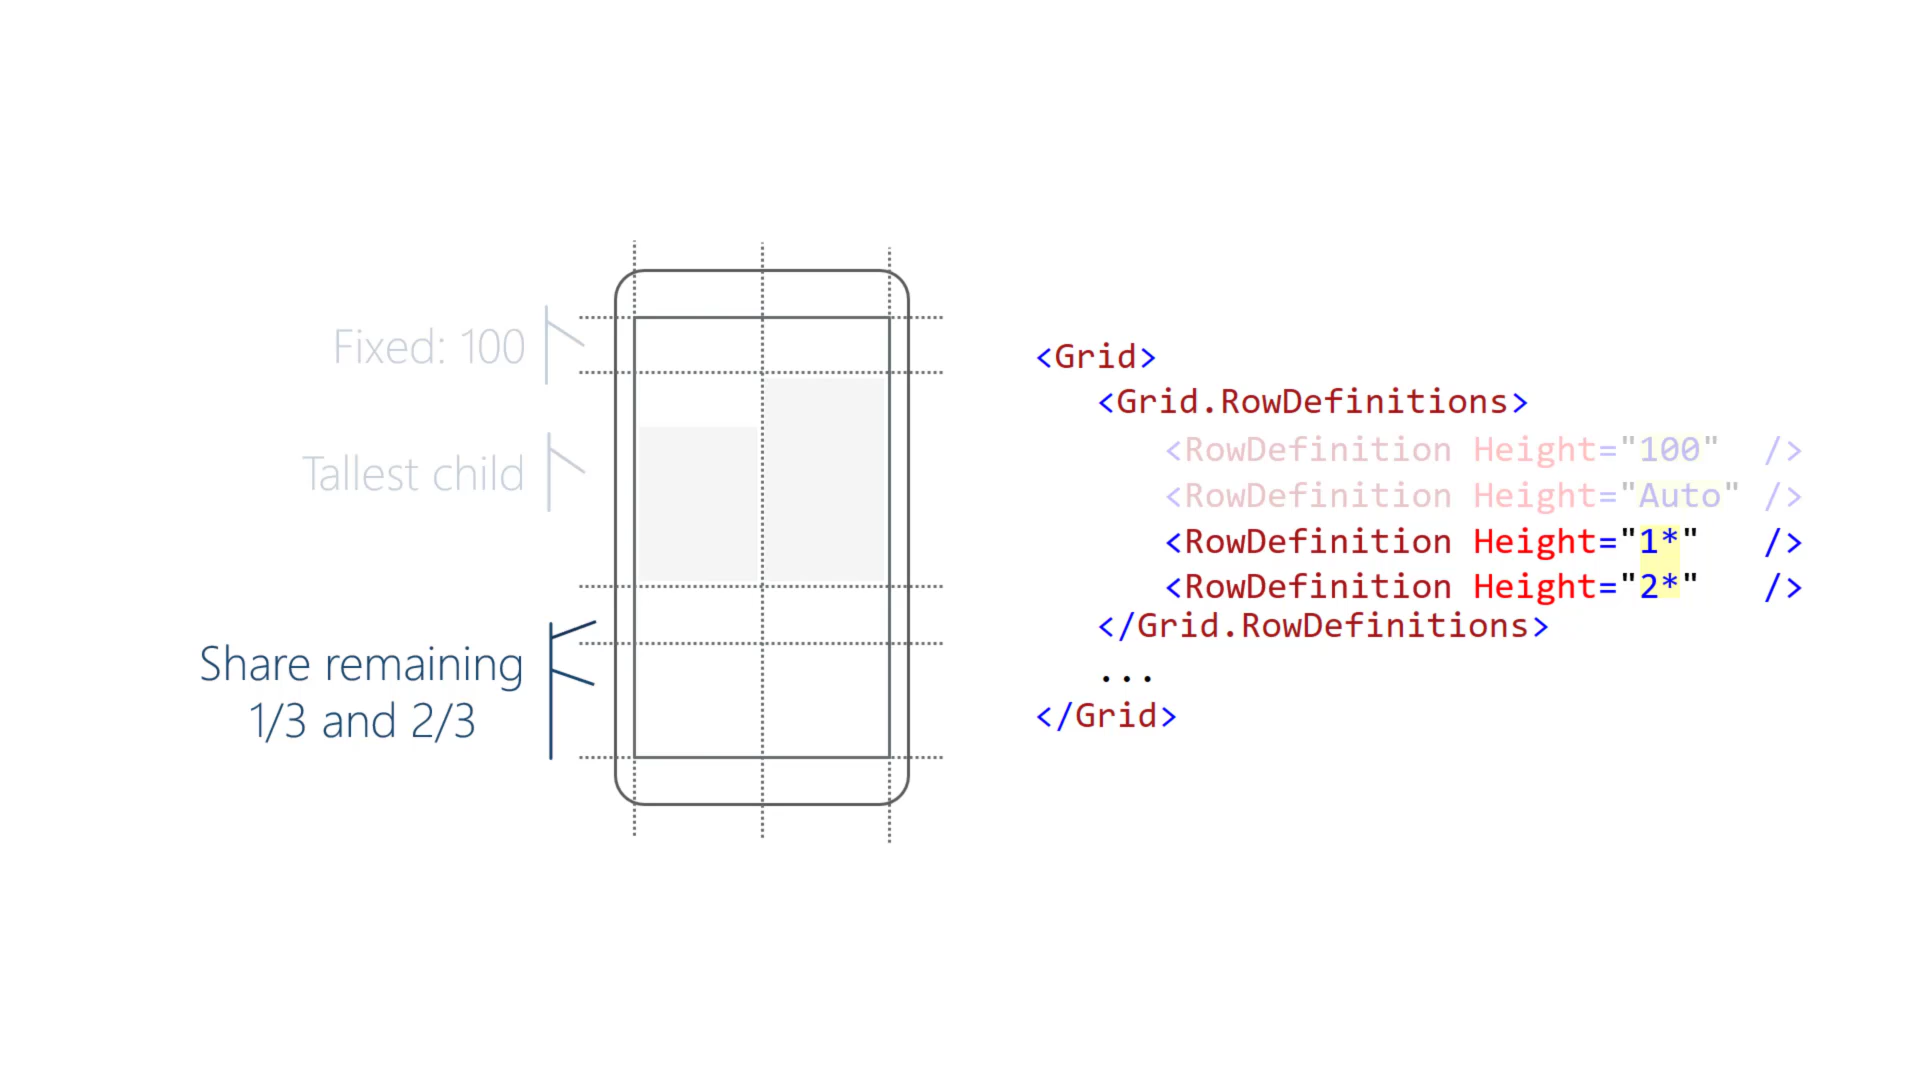 Fixed: 100
Tallest child
Share remaining
1/3 and 2/3
<Grid>
<Grid.RowDefinitions>
<RowDefinition Height="100" />
<RowDefinition Height="Auto" />
<RowDefinition Height="1*" />
<RowDefinition Height="2*" />
</Grid.RowDefinitions>
...
</Grid>